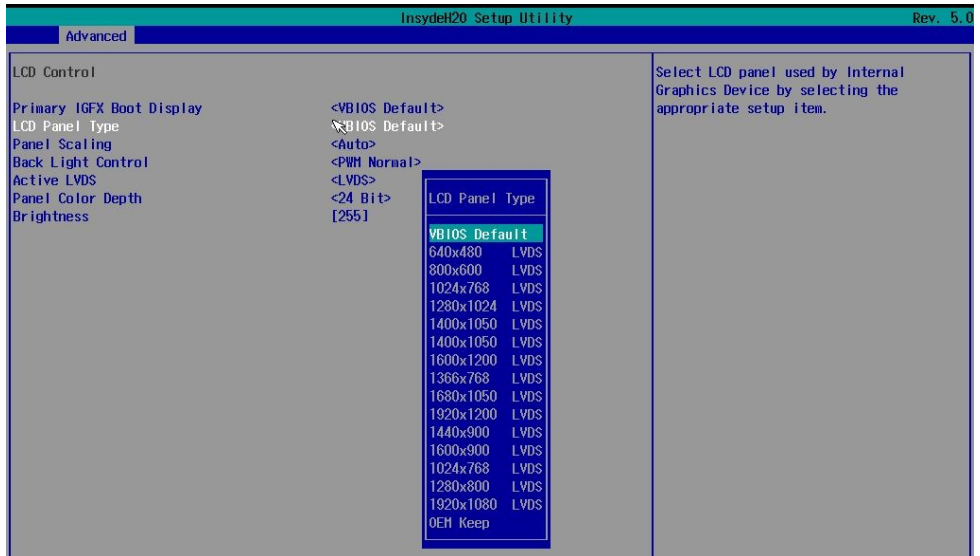 InsydeH20 Setup Utility Rev. 5.0
Advanced
LCD Control
Primary IGFX Boot Display <VBIOS Default>
LCD Panel Type BIOS Default>
Panel Scaling <Auto>
Back Light Control <PWM Normal>
Active LVDS <LVDS>
Panel Color Depth <24 Bit>
Brightness [255]
LCD Panel Type
VBIOS Default
640x480 LVDS
800x600 LVDS
1024x768 LVDS
1280x1024 LVDS
1400x1050 LVDS
1400x1050 LVDS
1600x1200 LVDS
1366x768 LVDS
1680x1050 LVDS
1920x1200 LVDS
1440x900 LVDS
1600x900 LVDS
1024x768 LVDS
1280x800 LVDS
1920x1080 LVDS
OEM Keep
Select LCD panel used by Internal
Graphics Device by selecting the
appropriate setup item.